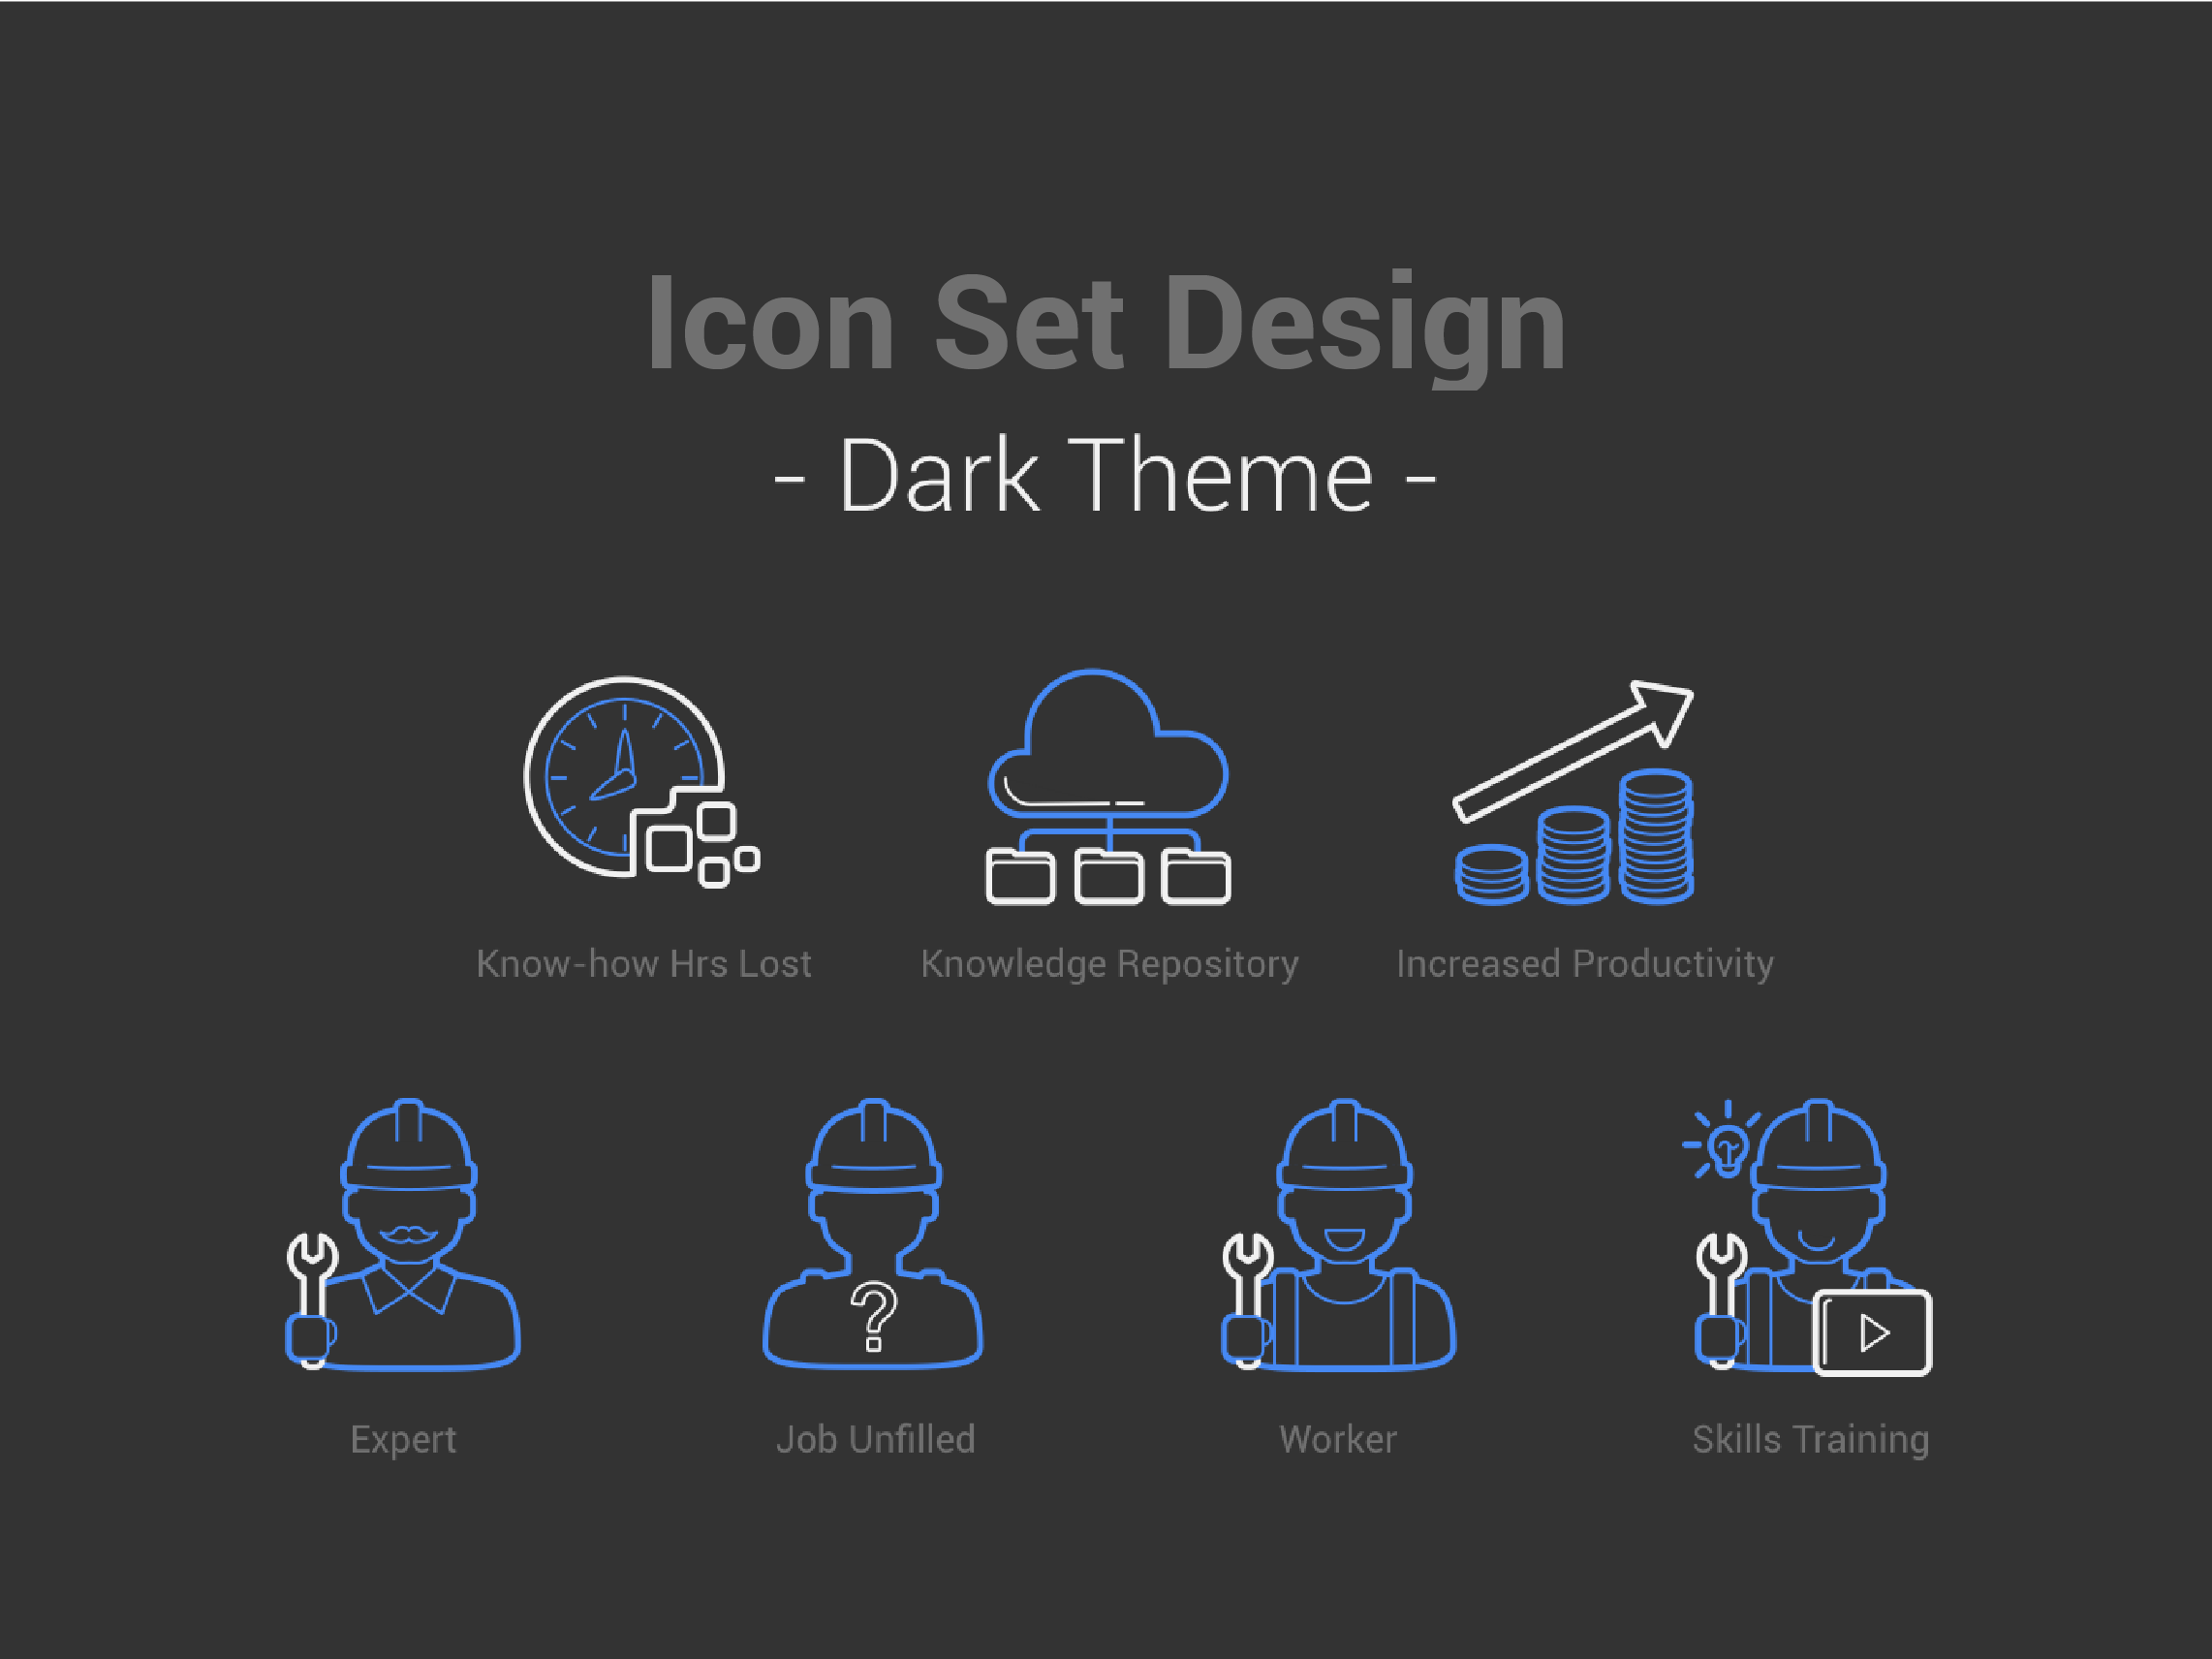 Icon Set Design
- Dark Theme -
Know-how Hrs Lost
Knowledge Repository
Increased Productivity
Expert
Job Unfilled
Worker
Skills Training